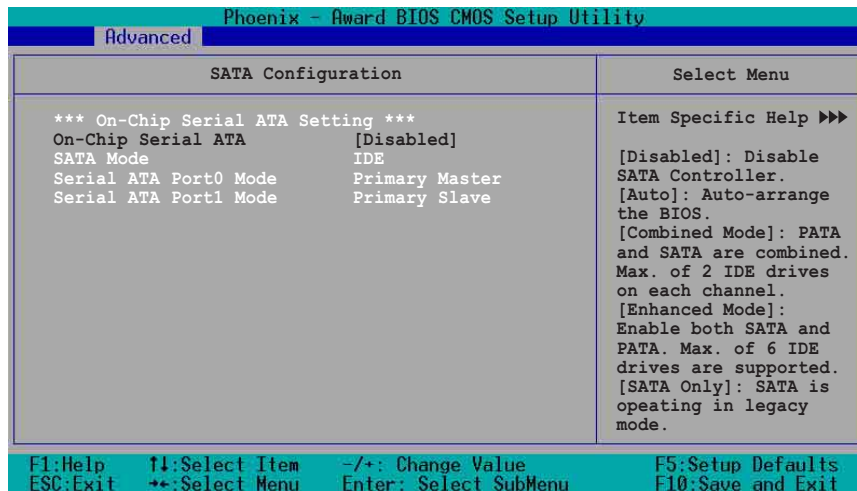 Phoenix - Award BIOS CMOS Setup Utility
Advanced
SATA Configuration
Select Menu
*** On-Chip Serial ATA Setting ***
On-Chip Serial ATA [Disabled]
SATA Mode IDE
Serial ATA Port0 Mode Primary Master
Serial ATA Port1 Mode Primary Slave
Item Specific Help ▶▶▶
[Disabled]: Disable
SATA Controller.
[Auto]: Auto-arrange
the BIOS.
[Combined Mode]: PATA
and SATA are combined.
Max. of 2 IDE drives
on each channel.
[Enhanced Mode]:
Enable both SATA and
PATA. Max. of 6 IDE
drives are supported.
[SATA Only]: SATA is
opeating in legacy
mode.
F1:Help ↑↓:Select Item -/+: Change Value F5:Setup Defaults
ESC:Exit →←:Select Menu Enter: Select SubMenu F10:Save and Exit